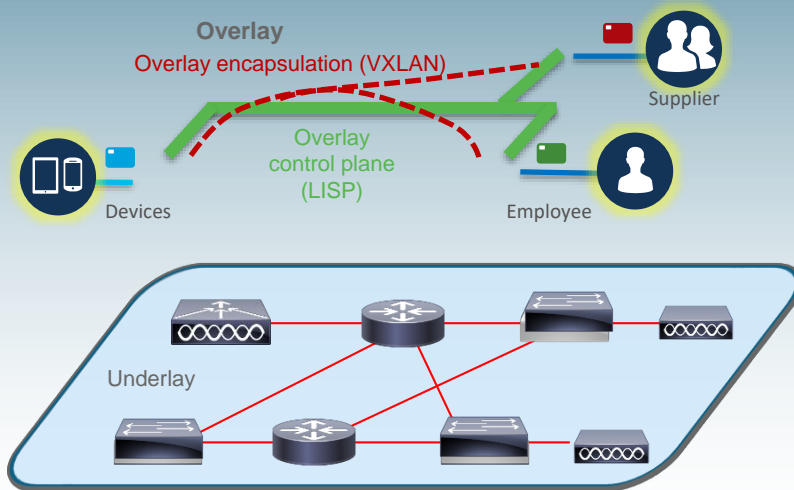 Overlay
Overlay encapsulation (VXLAN)
Supplier
Overlay
control plane
(LISP)
Devices
Employee
Underlay